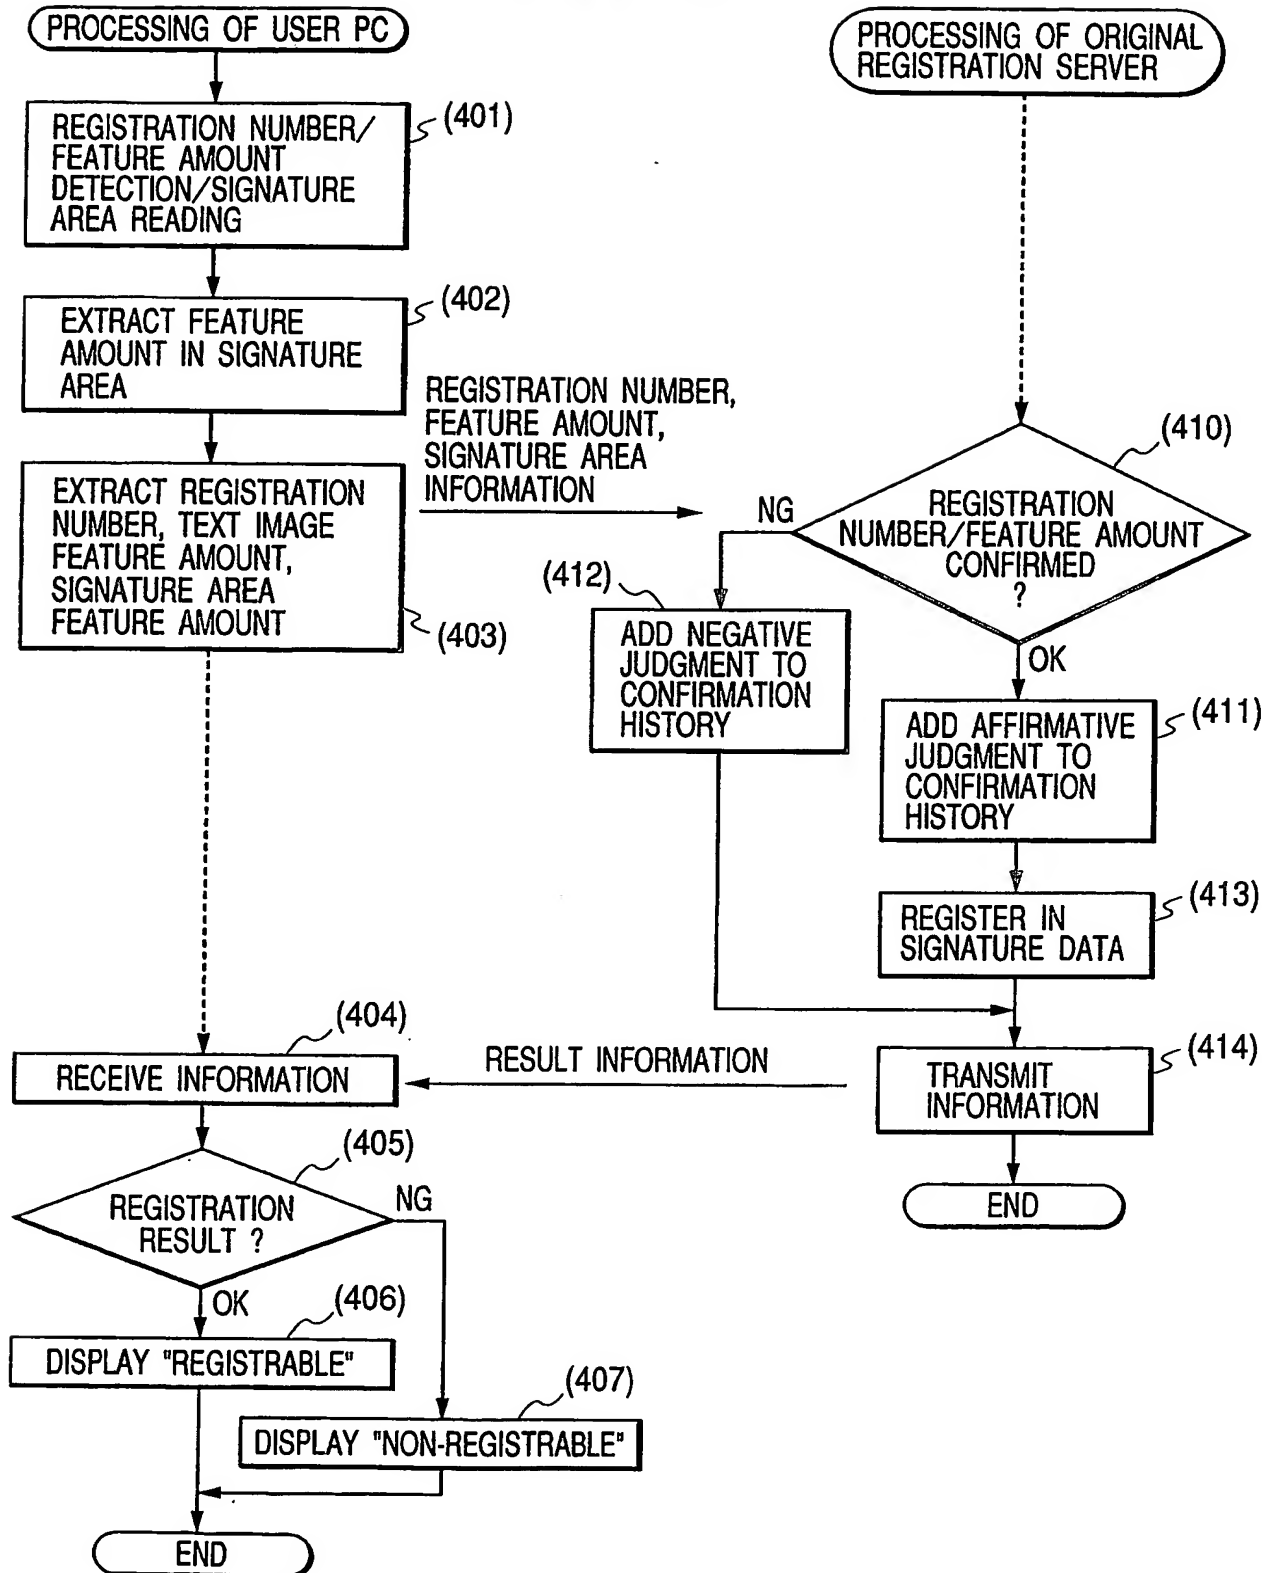 PROCESSING OF USER PC
(401)
REGISTRATION NUMBER/
FEATURE AMOUNT
DETECTION/SIGNATURE
AREA READING
(402)
EXTRACT FEATURE
AMOUNT IN SIGNATURE
AREA
EXTRACT REGISTRATION
NUMBER, TEXT IMAGE
FEATURE AMOUNT,
SIGNATURE AREA
FEATURE AMOUNT
(403)
REGISTRATION NUMBER,
FEATURE AMOUNT,
SIGNATURE AREA
INFORMATION
PROCESSING OF ORIGINAL
REGISTRATION SERVER
(410)
REGISTRATION
NUMBER/FEATURE AMOUNT
CONFIRMED
?
NG
OK
(412)
ADD NEGATIVE
JUDGMENT TO
CONFIRMATION
HISTORY
(411)
ADD AFFIRMATIVE
JUDGMENT TO
CONFIRMATION
HISTORY
(413)
REGISTER IN
SIGNATURE DATA
(414)
TRANSMIT
INFORMATION
END
RESULT INFORMATION
(404)
RECEIVE INFORMATION
(405)
REGISTRATION
RESULT ?
NG
OK
(406)
DISPLAY "REGISTRABLE"
(407)
DISPLAY "NON-REGISTRABLE"
END